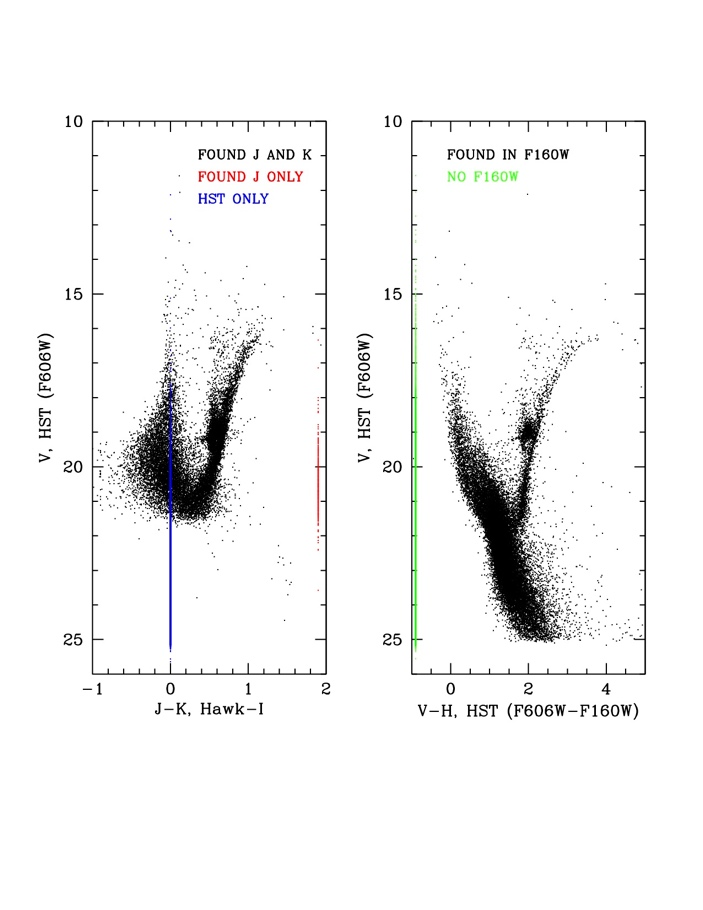 10
15
20
25
V, HST (F606W)
FOUND J AND K
FOUND J ONLY
HST ONLY
−1 0 1 2
J−K, Hawk−I
10
15
20
25
V, HST (F606W)
FOUND IN F160W
NO F160W
0 2 4
V−H, HST (F606W−F160W)